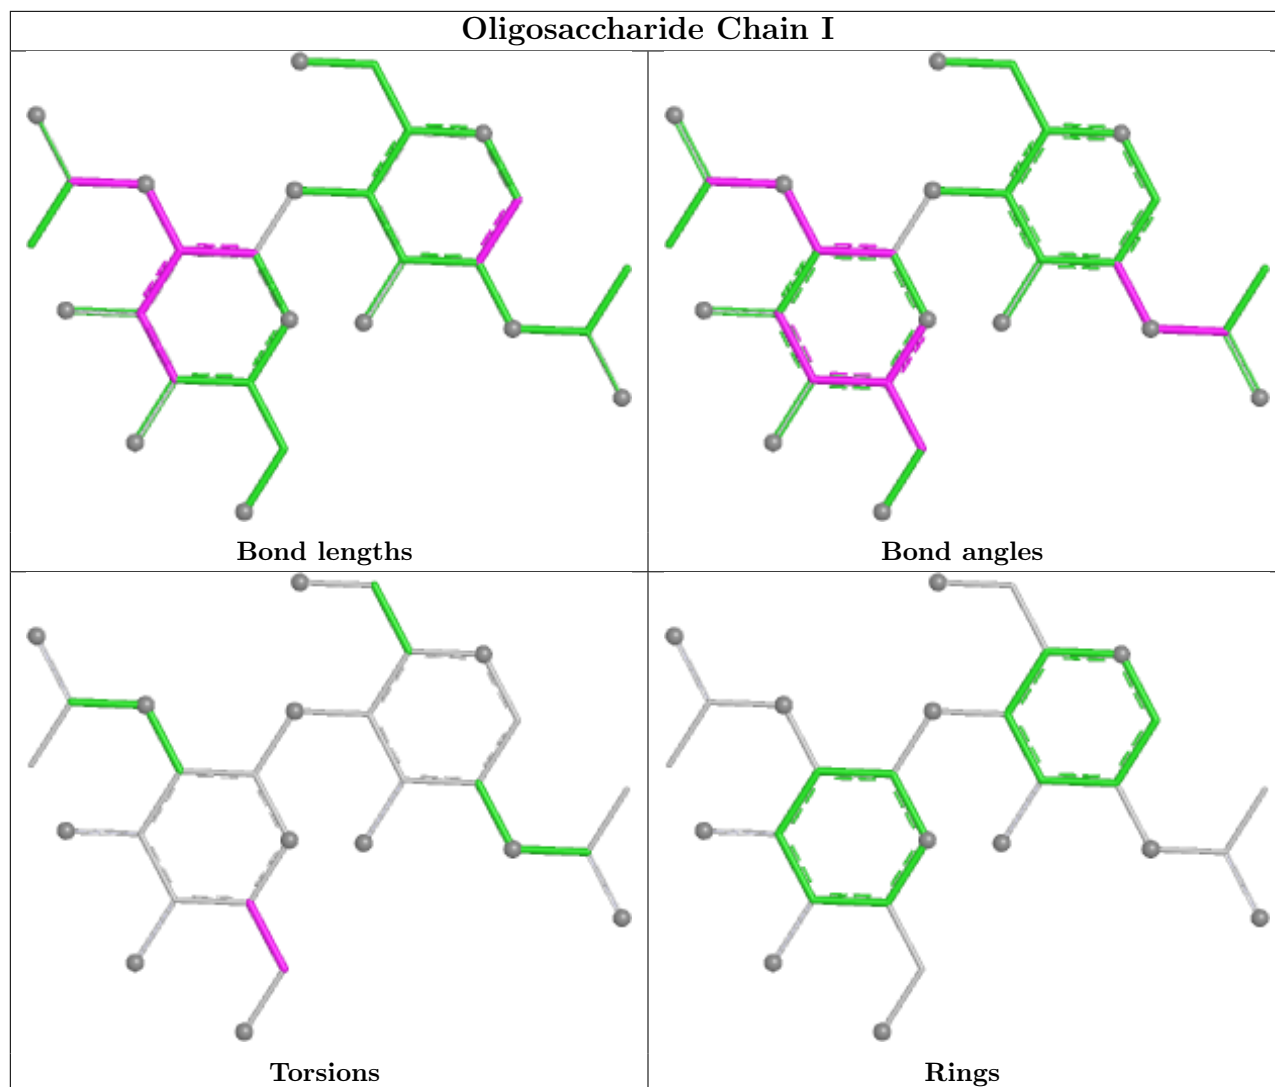 Oligosaccharide Chain I
Bond lengths
Bond angles
Torsions
Rings